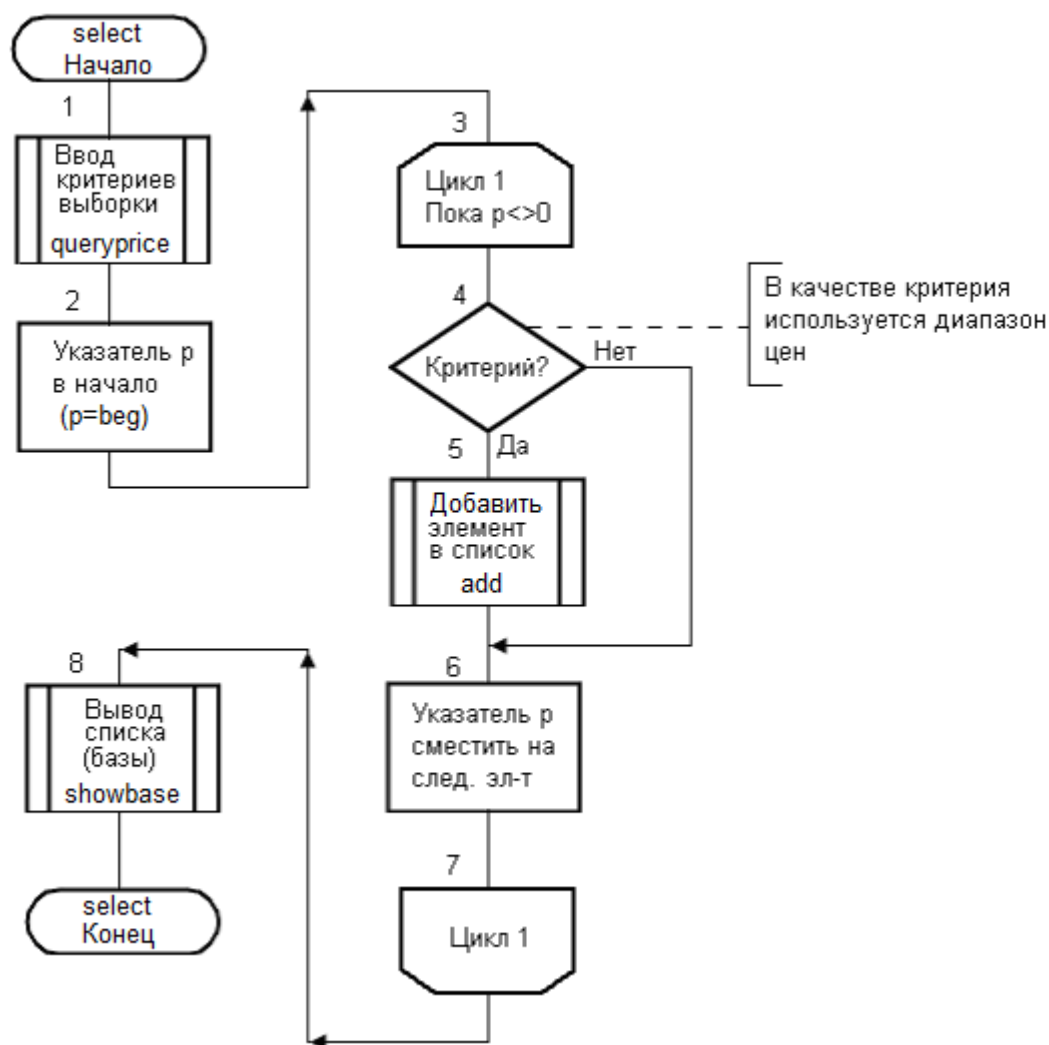 select
Начало
1
Ввод
критериев
выборки
queryprice
2
Указатель p
в начало
(p=beg)
3
Цикл 1
Пока p<>0
4
Критерий?
Нет
В качестве критерия
используется диапазон
цен
5
Да
Добавить
элемент
в список
add
6
Указатель p
сместить на
след. эл-т
7
Цикл 1
8
Вывод
списка
(базы)
showbase
select
Конец